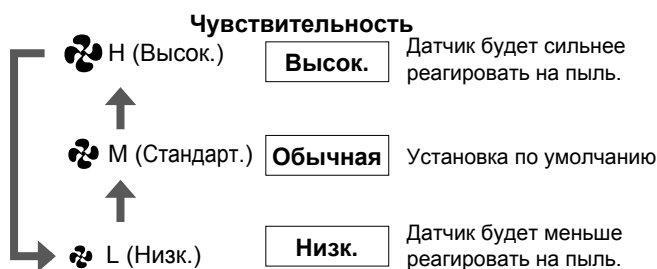 Чувствительность
H (Высок.)
Высок.
Датчик будет сильнее
реагировать на пыль.
M (Стандарт.)
Обычная
Установка по умолчанию
L (Низк.)
Низк.
Датчик будет меньше
реагировать на пыль.